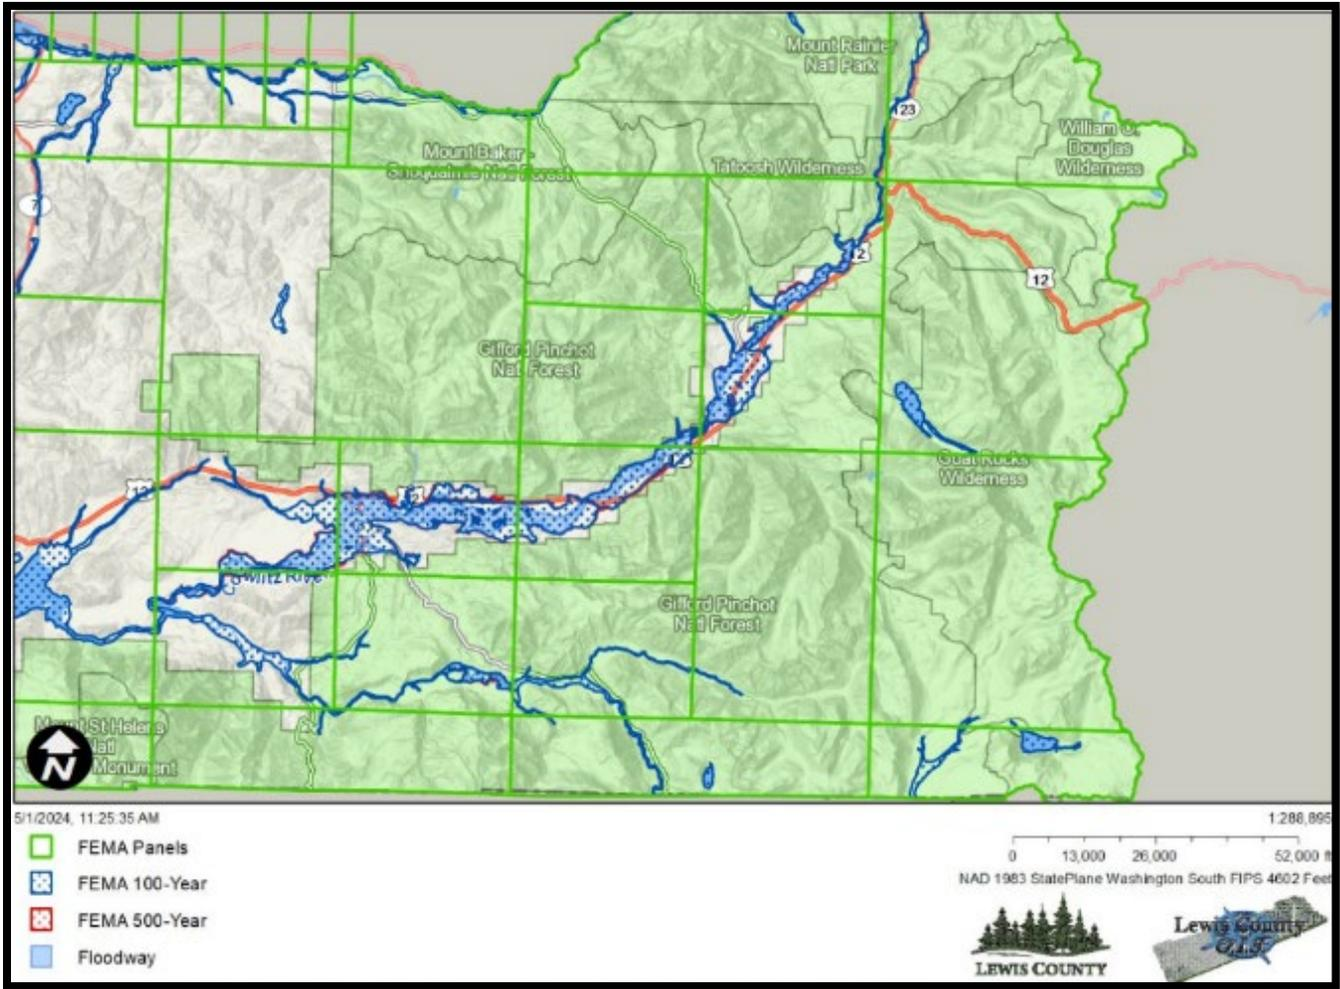 Mount Rainier
Natl Park
123
William O.
Douglas
Wilderness
Mount Baker -
Snoqualmie Natl Forest
Tatoosh Wilderness
7
12
12
Gifford Pinchot
Natl Forest
Goat Rocks
Wilderness
12
12
12
Gifford Pinchot
Natl Forest
Mount St Helens
Natl
Monument
N
5/1/2024, 11:25:35 AM
1:288,895
FEMA Panels
FEMA 100-Year
FEMA 500-Year
Floodway
0 13,000 26,000 52,000 ft
NAD 1983 StatePlane Washington South FIPS 4602 Feet
LEWIS COUNTY
Lewis County
G.I.S.